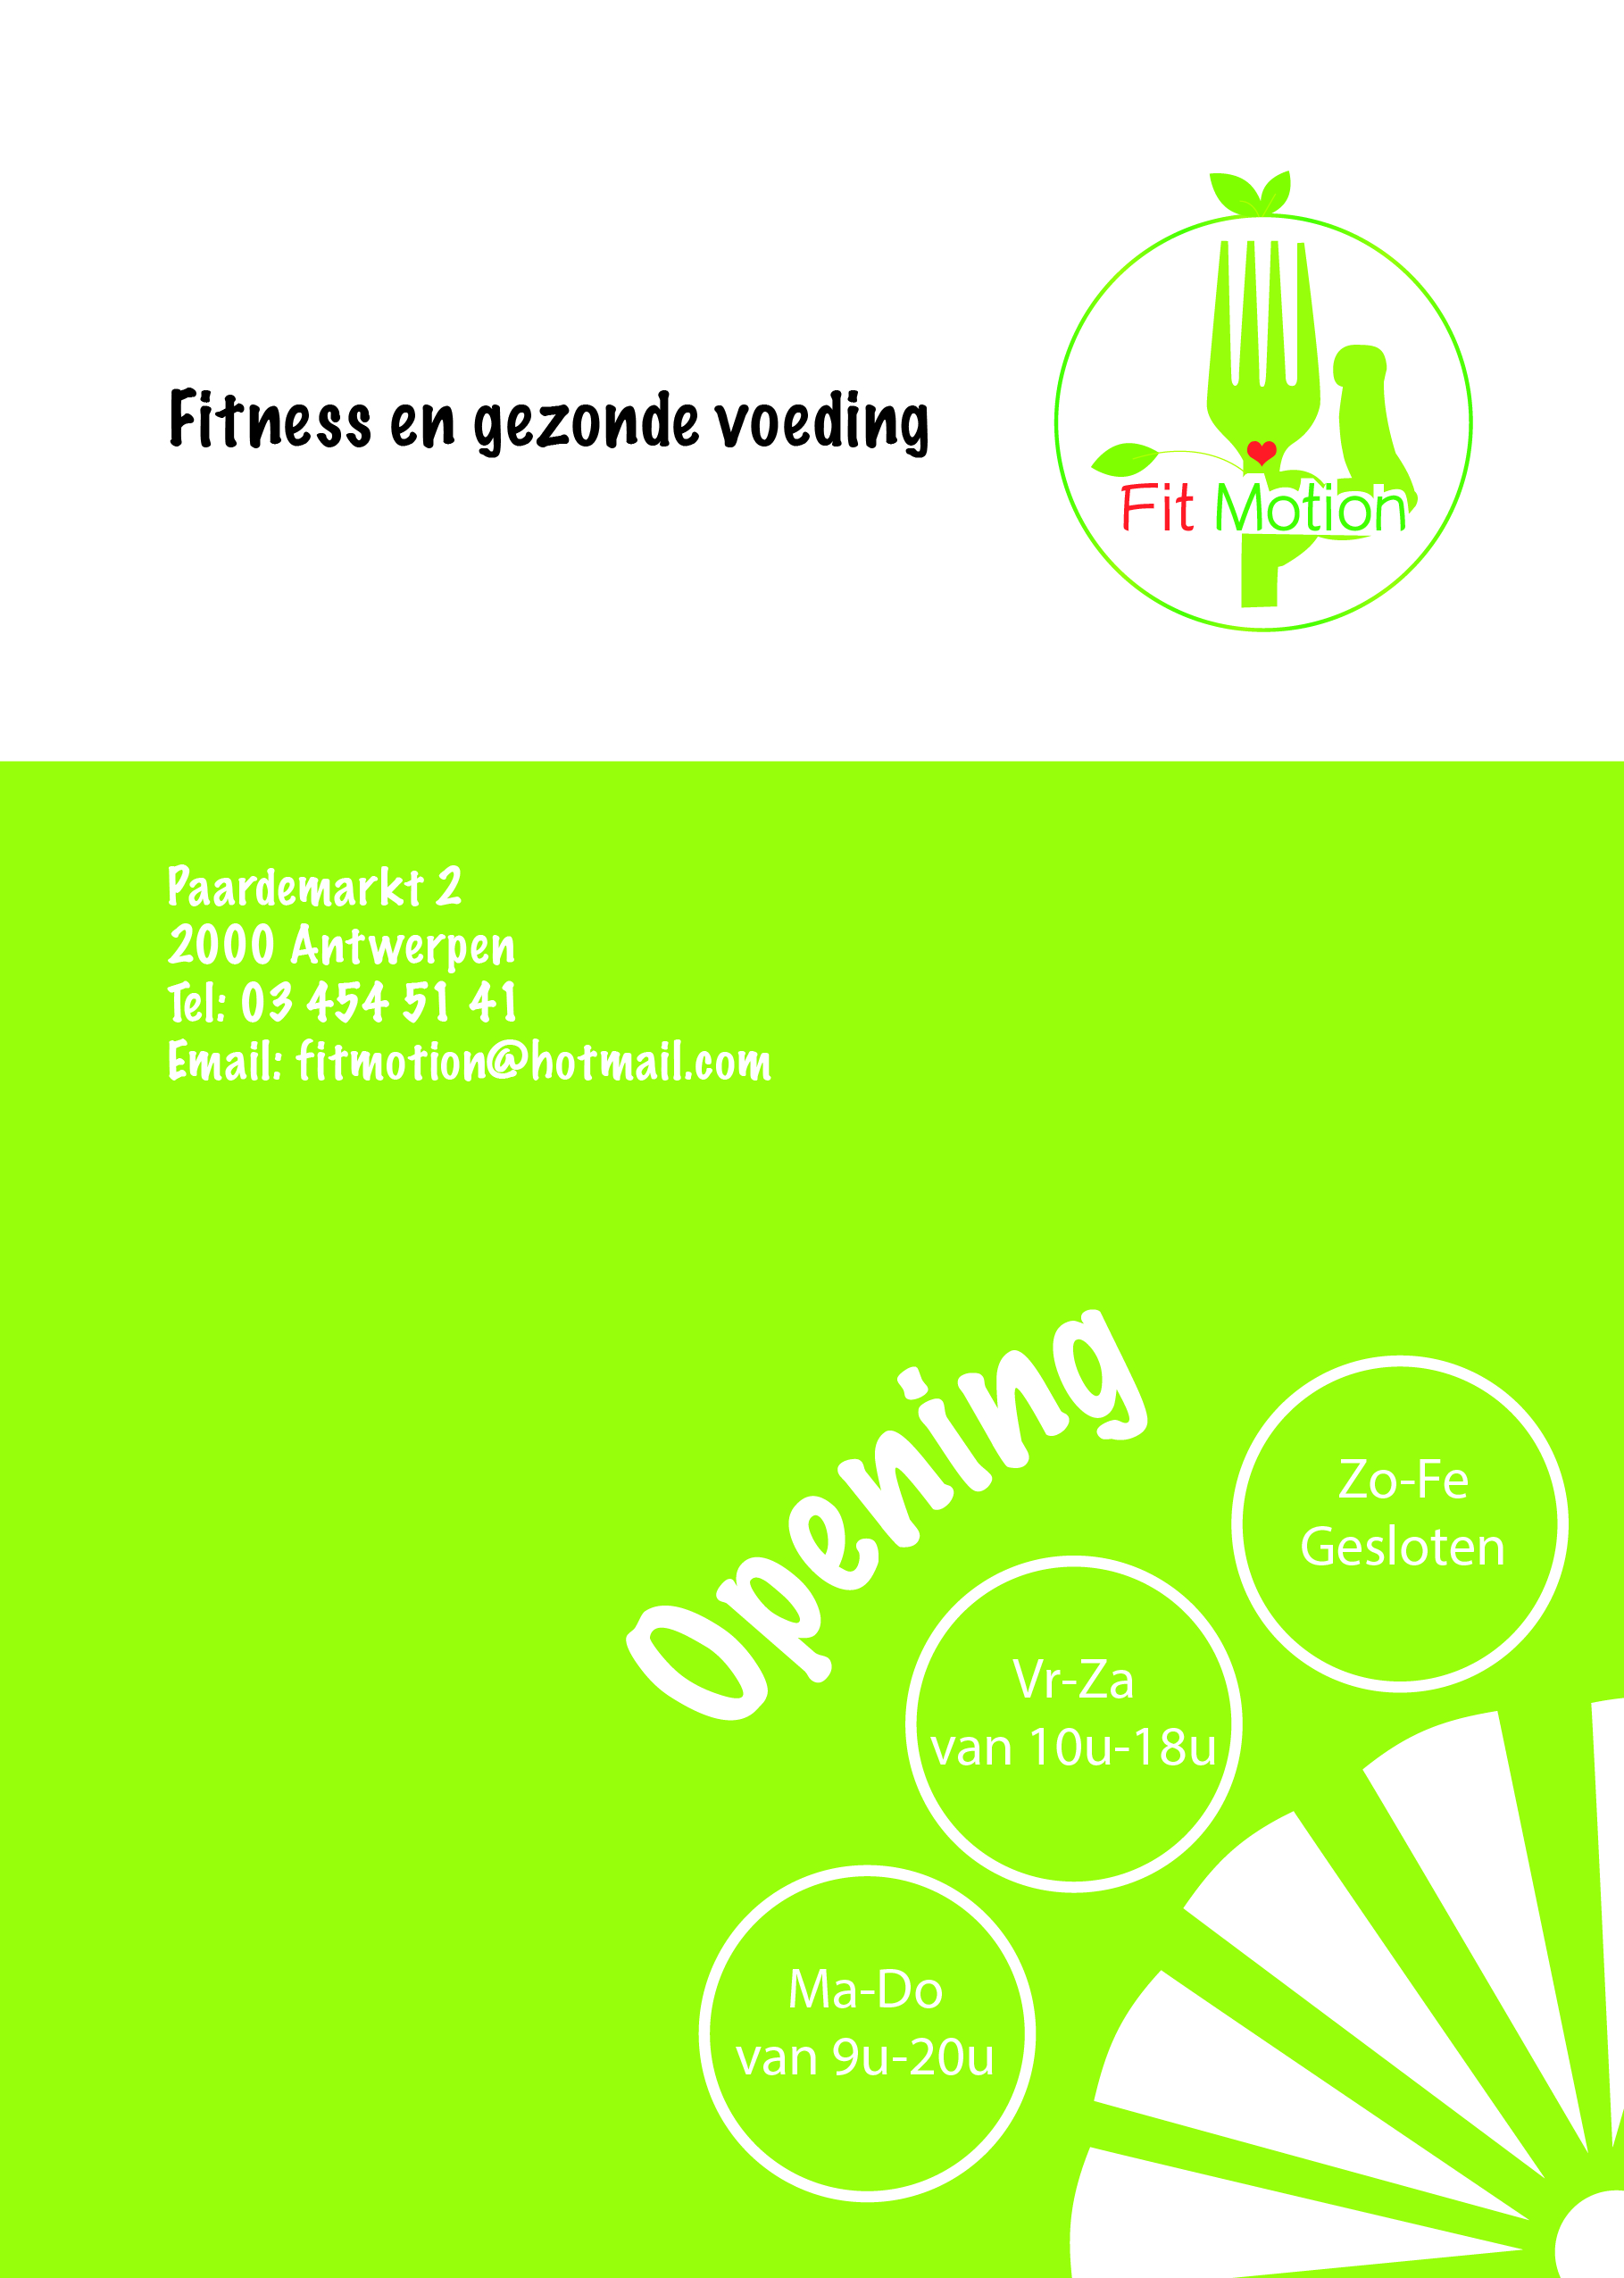 Fitness en gezonde voeding
Fit Motion
Paardemarkt 2
2000 Antwerpen
Tel: 03 454 51 41
Email: fitmotion@hotmail.com
Opening
Zo-Fe
Gesloten
Vr-Za
van 10u-18u
Ma-Do
van 9u-20u